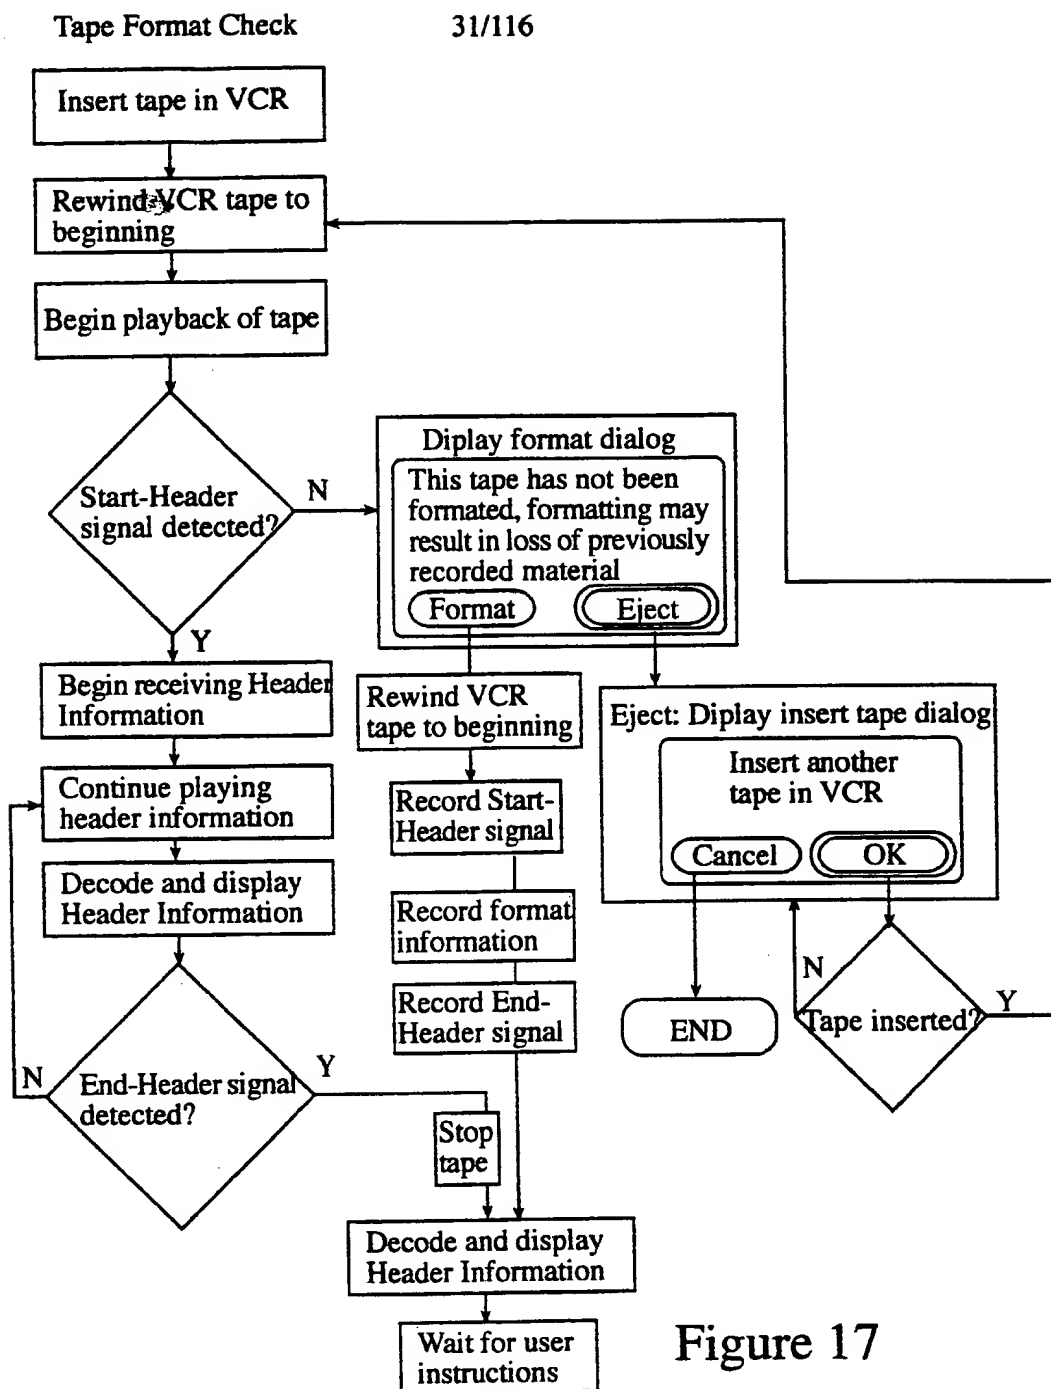 Tape Format Check
31/116
Insert tape in VCR
Rewind VCR tape to
beginning
Begin playback of tape
Start-Header
signal detected?
N
Y
Diplay format dialog
This tape has not been
formated, formatting may
result in loss of previously
recorded material
Format
Eject
Begin receiving Header
Information
Continue playing
header information
Decode and display
Header Information
End-Header signal
detected?
N
Y
Rewind VCR
tape to beginning
Record Start-
Header signal
Record format
information
Record End-
Header signal
Stop
tape
Eject: Diplay insert tape dialog
Insert another
tape in VCR
Cancel
OK
END
Tape inserted?
N
Y
Decode and display
Header Information
Wait for user
instructions
Figure 17